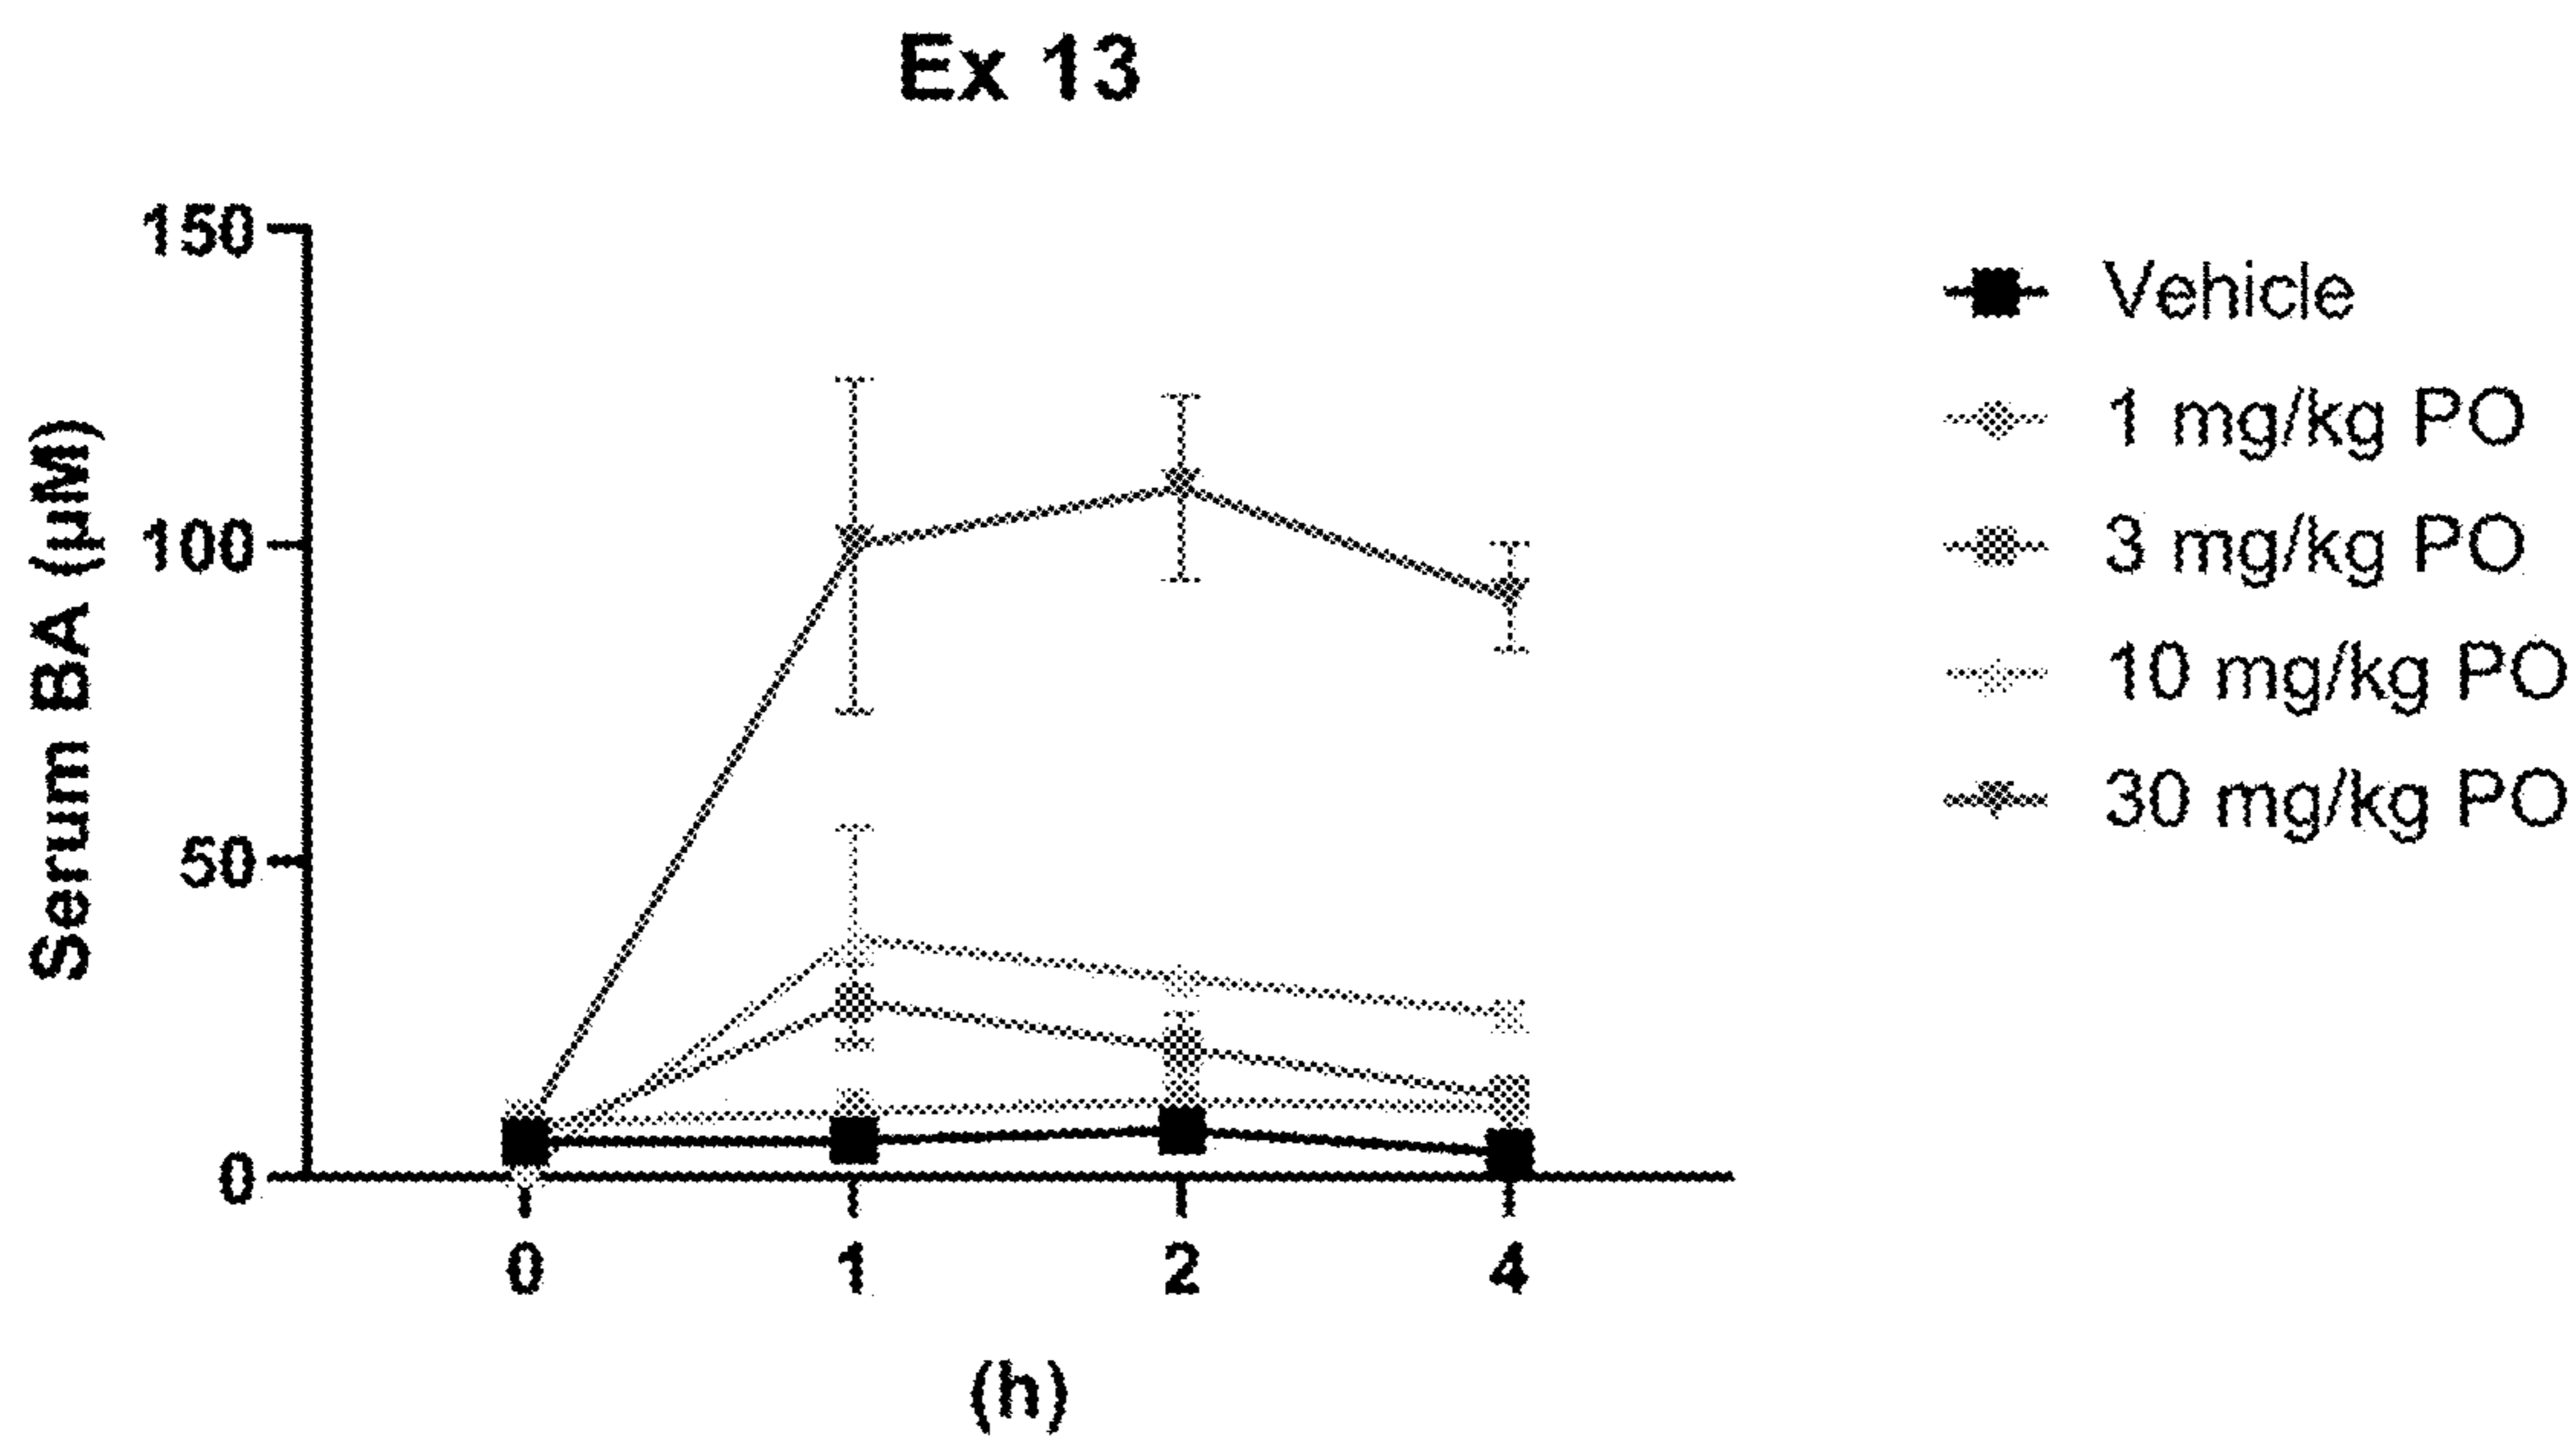 Ex 13
Serum BA (µM)
150
100
50
0
0 1 2 4
(h)
Vehicle
1 mg/kg PO
3 mg/kg PO
10 mg/kg PO
30 mg/kg PO